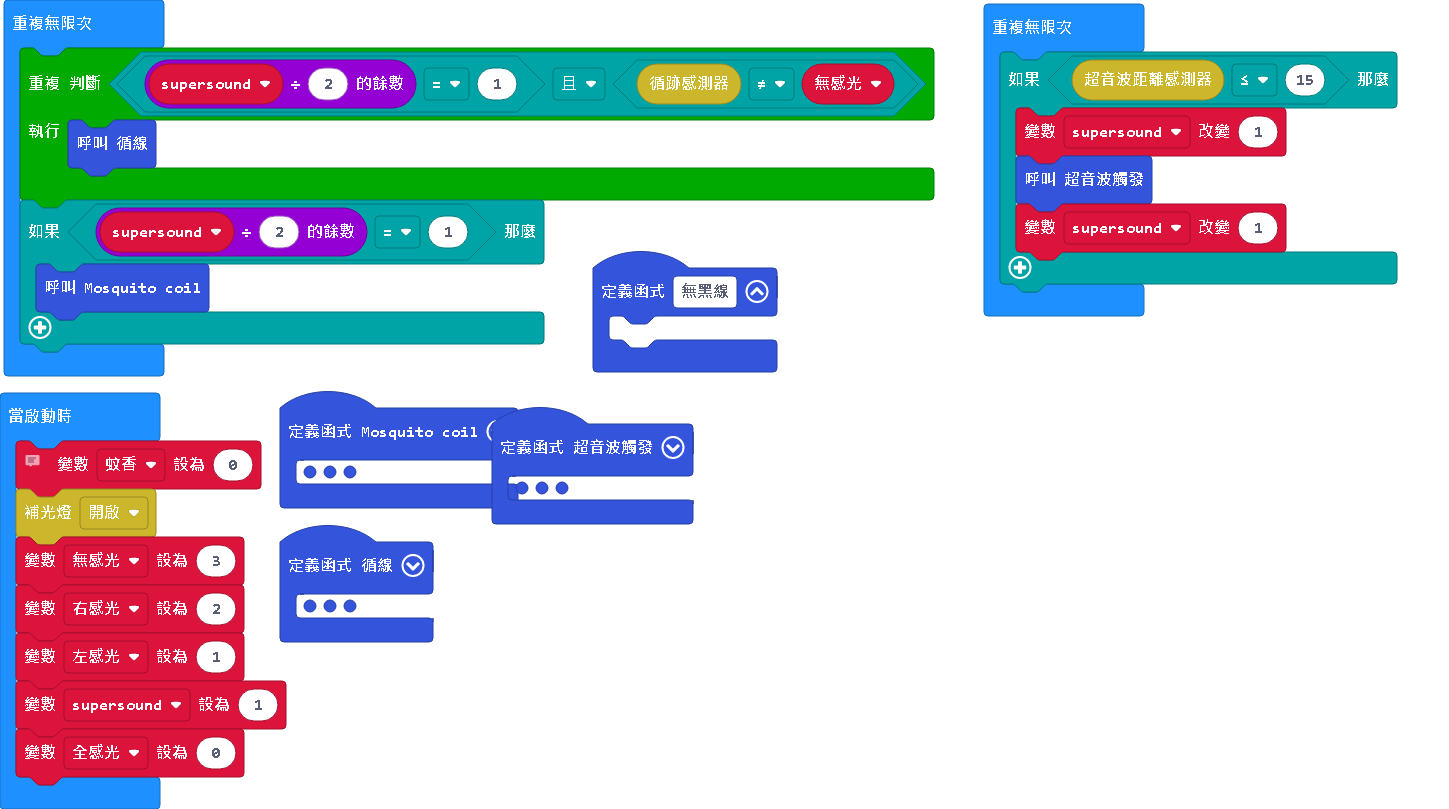 重複無限次
重複 判斷 supersound ÷ 2 的餘數 = 1 且 循跡感測器 ≠ 無感光
執行 呼叫 循線
如果 supersound ÷ 2 的餘數 = 1 那麼
呼叫 Mosquito coil
重複無限次
如果 超音波距離感測器 ≤ 15 那麼
變數 supersound 改變 1
呼叫 超音波觸發
變數 supersound 改變 1
定義函式 無黑線
當啟動時
變數 蚊香 設為 0
補光燈 開啟
變數 無感光 設為 3
變數 右感光 設為 2
變數 左感光 設為 1
變數 supersound 設為 1
變數 全感光 設為 0
定義函式 Mosquito coil
定義函式 超音波觸發
定義函式 循線